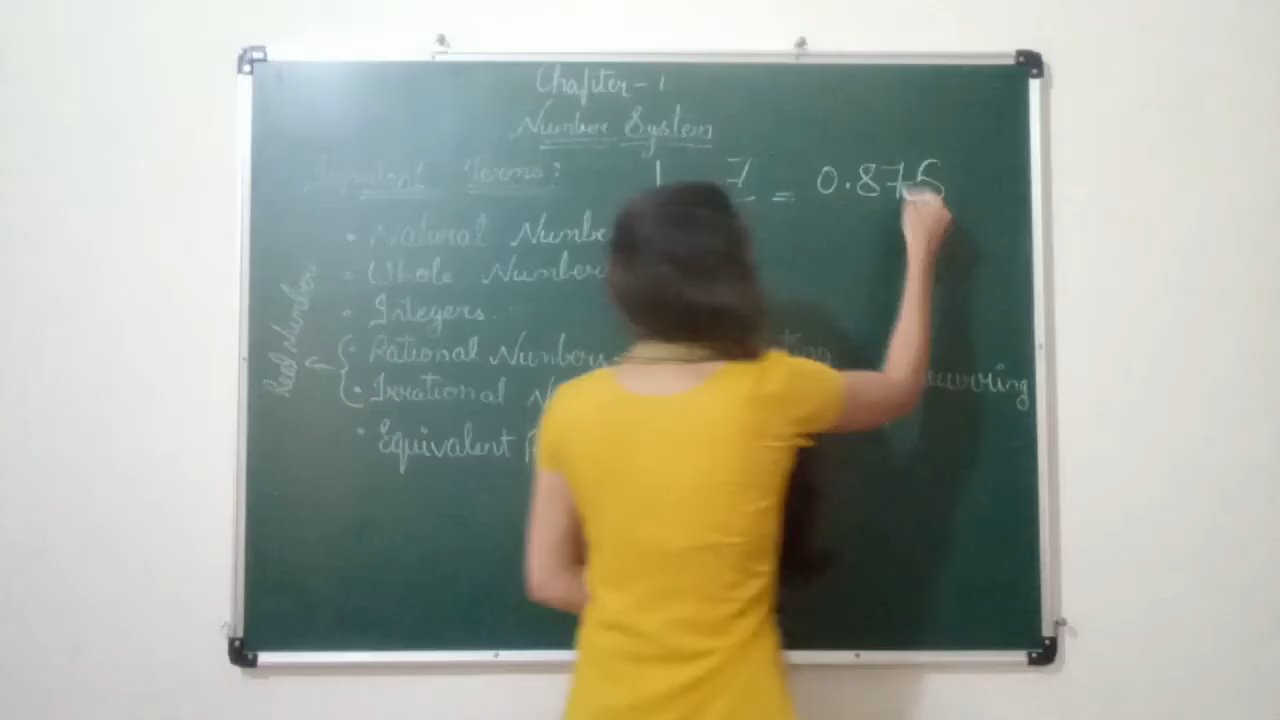 Chapter - 1
Number System
Important Terms:
1 7 = 0.875
• Natural Numbe
• Whole Numbers
• Integers.
• Rational Numbers
• Irrational N
• Equivalent
Real Numbers